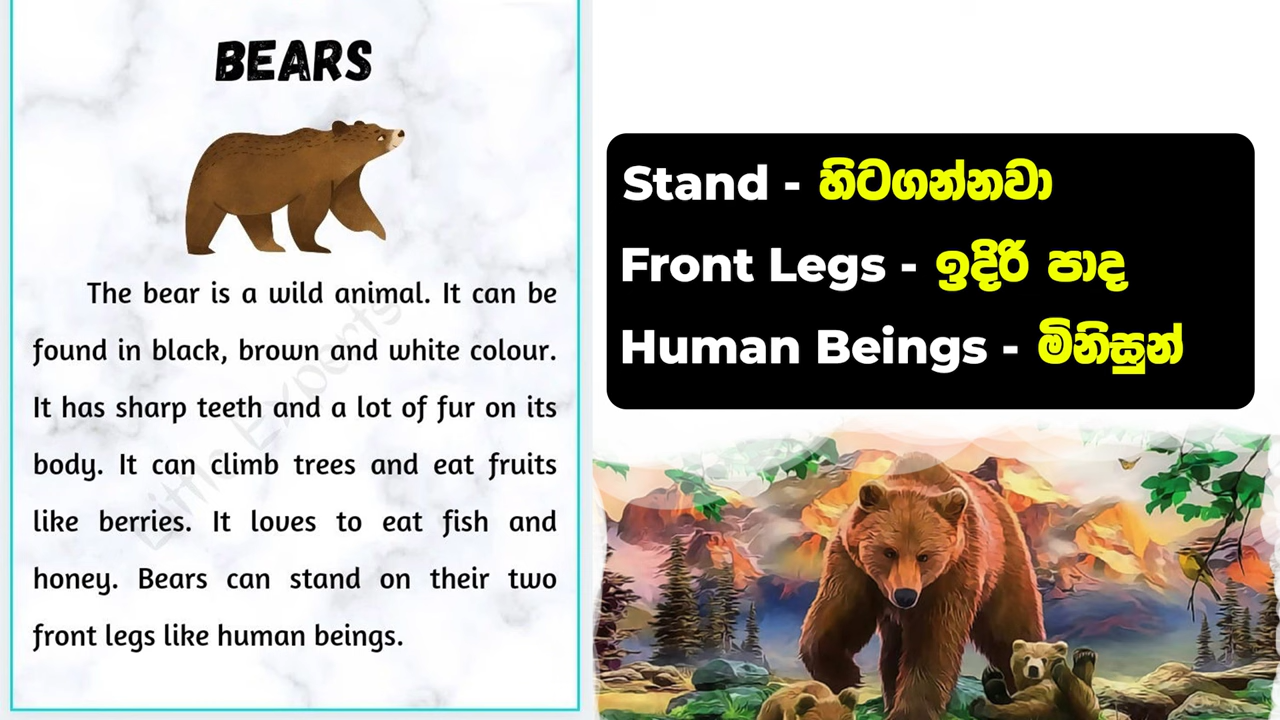 BEARS
The bear is a wild animal. It can be
found in black, brown and white colour.
It has sharp teeth and a lot of fur on its
body. It can climb trees and eat fruits
like berries. It loves to eat fish and
honey. Bears can stand on their two
front legs like human beings.
Little Experts
Stand - හිටගන්නවා
Front Legs - ඉදිරි පාද
Human Beings - මිනිසුන්